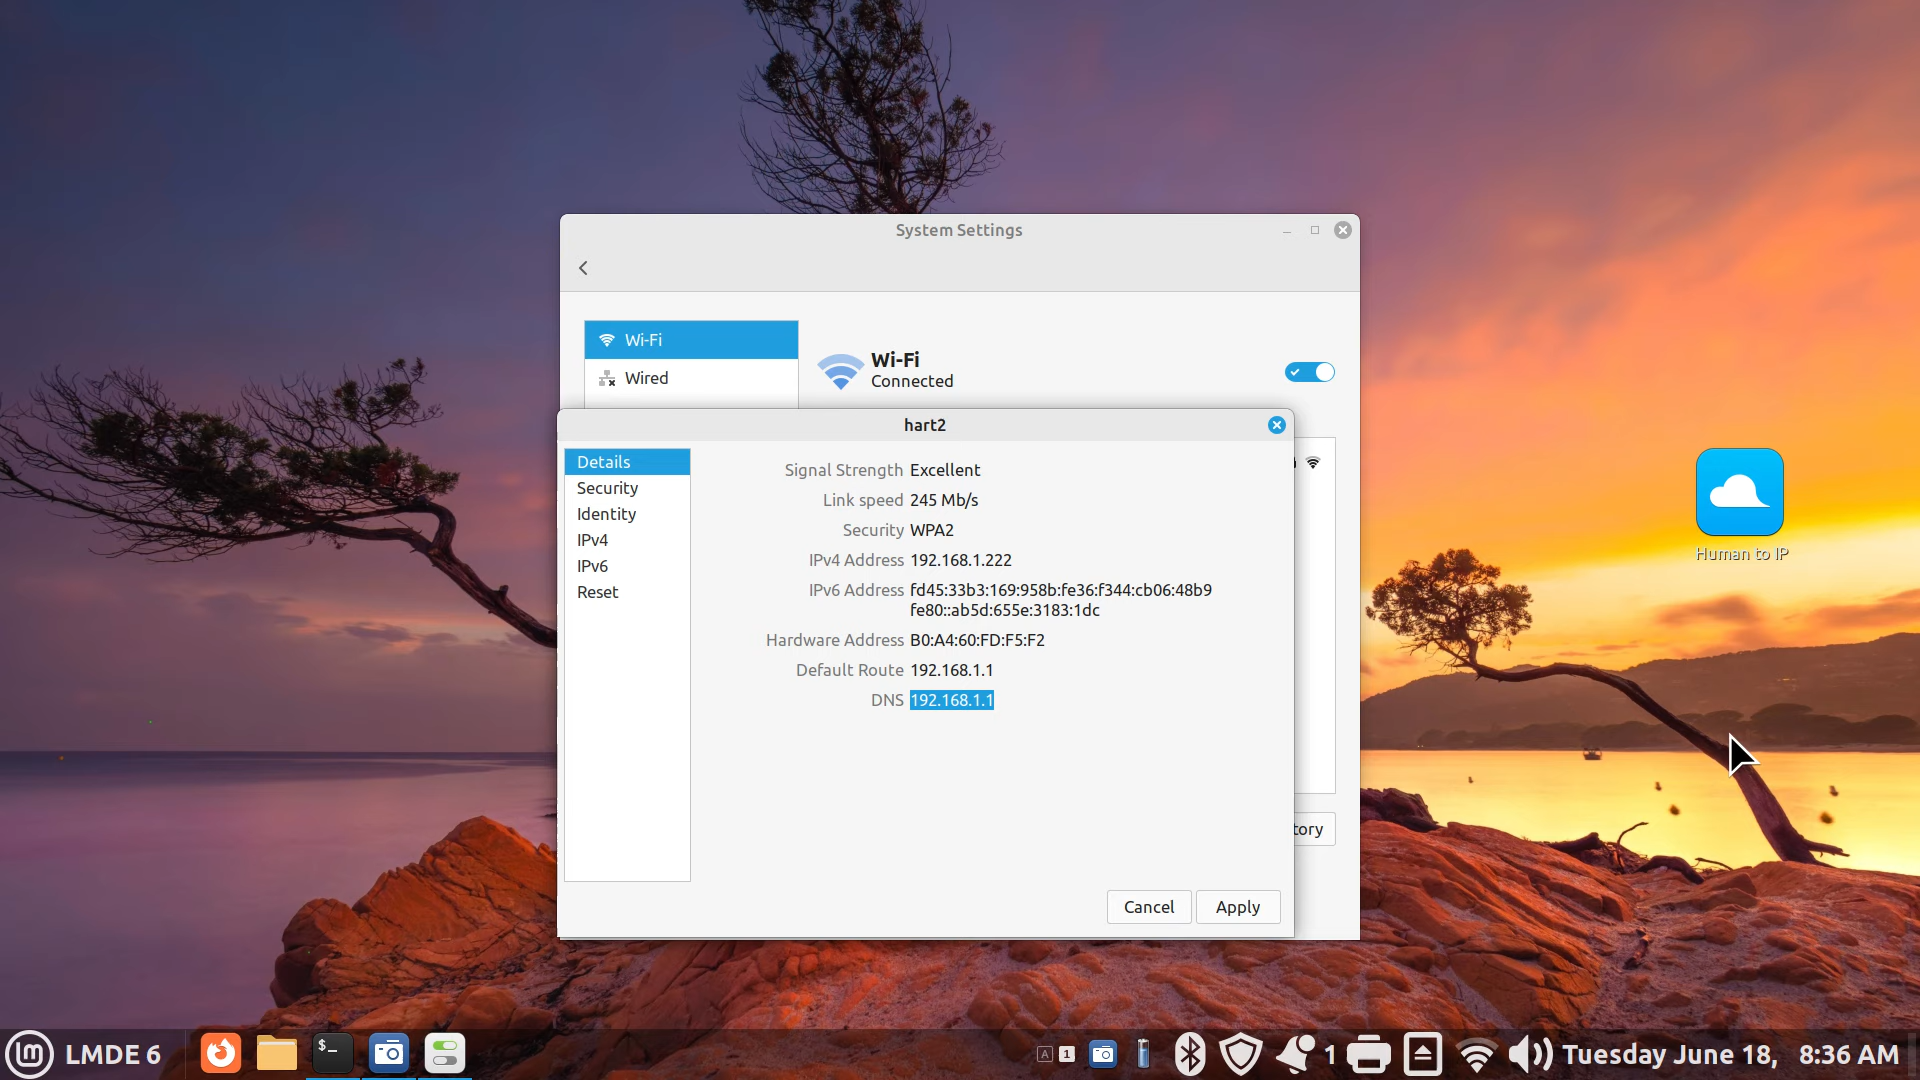 System Settings
Wi-Fi
Wired
Wi-Fi
Connected
hart2
Details
Security
Identity
IPv4
IPv6
Reset
Signal Strength Excellent
Link speed 245 Mb/s
Security WPA2
IPv4 Address 192.168.1.222
IPv6 Address fd45:33b3:169:958b:fe36:f344:cb06:48b9
fe80::ab5d:655e:3183:1dc
Hardware Address B0:A4:60:FD:F5:F2
Default Route 192.168.1.1
DNS 192.168.1.1
tory
Cancel
Apply
Human to IP
LMDE 6
$_
A
1
1
Tuesday June 18, 8:36 AM